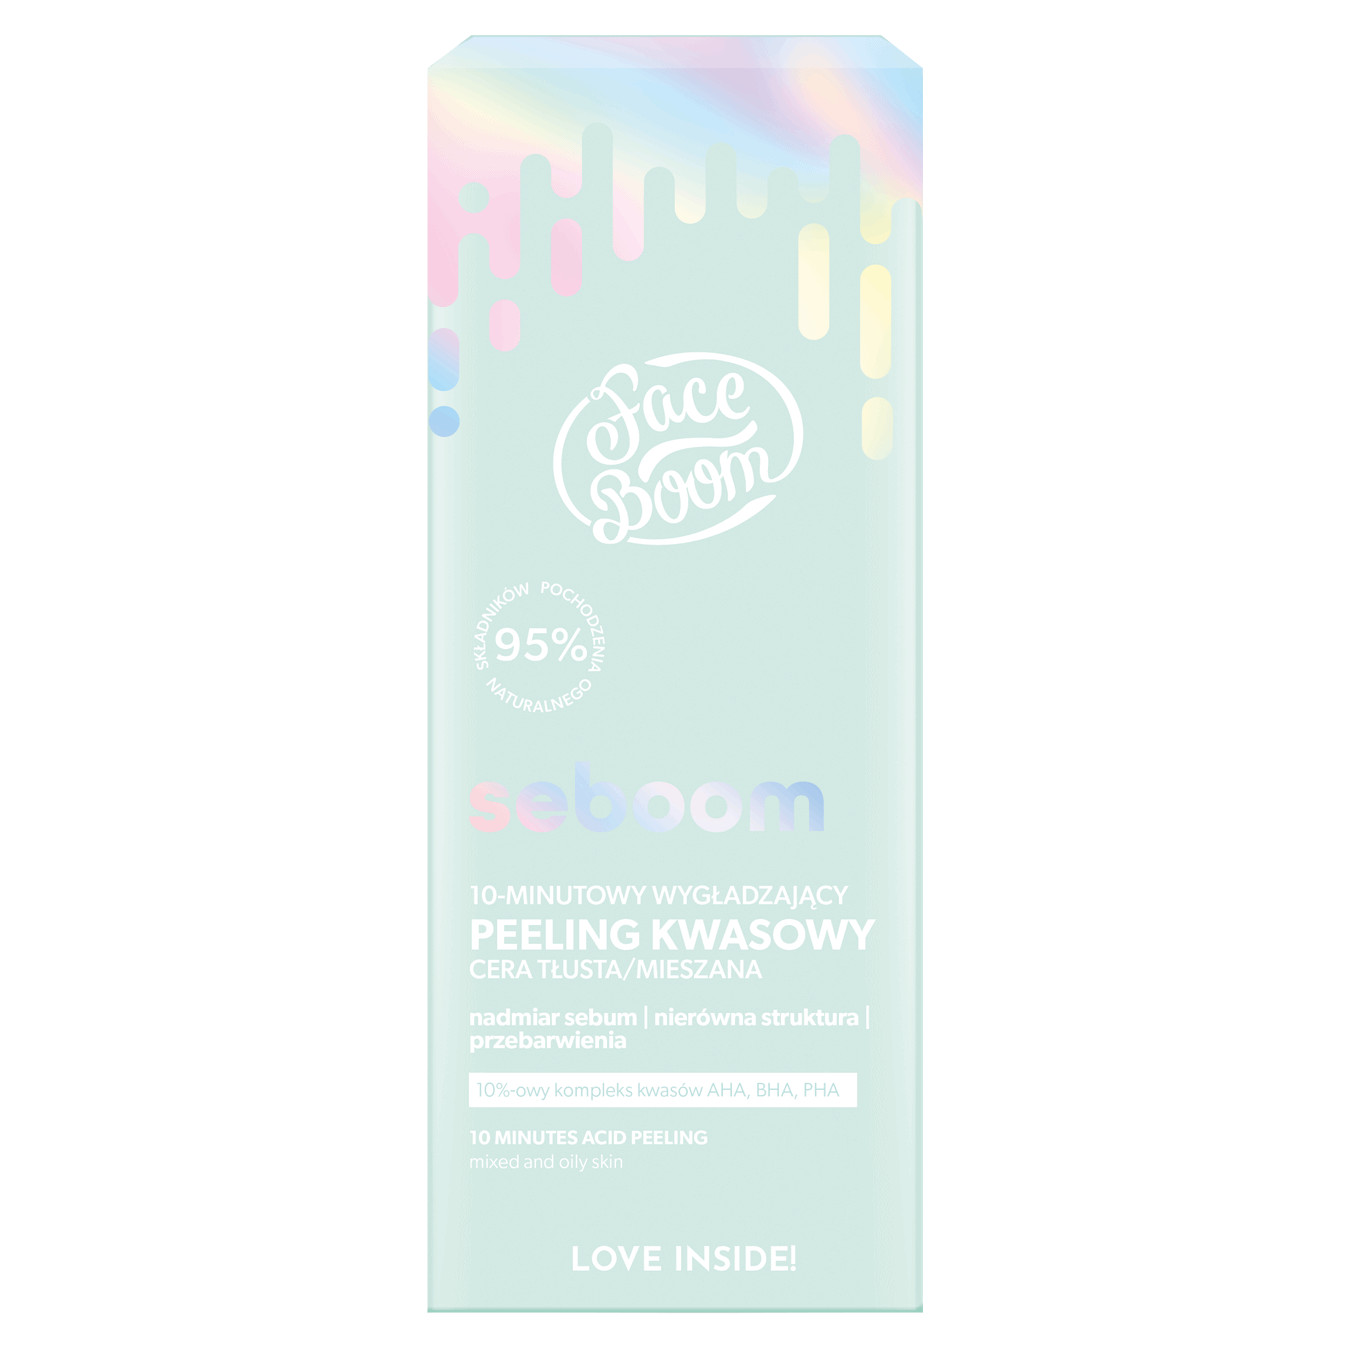 Face
Boom
SKŁADNIKÓW POCHODZENIA
95%
NATURALNEGO
seboom
10-MINUTOWY WYGŁADZAJĄCY
PEELING KWASOWY
CERA TŁUSTA/MIESZANA
nadmiar sebum | nierówna struktura |
przebarwienia
10%-owy kompleks kwasów AHA, BHA, PHA
10 MINUTES ACID PEELING
mixed and oily skin
LOVE INSIDE!